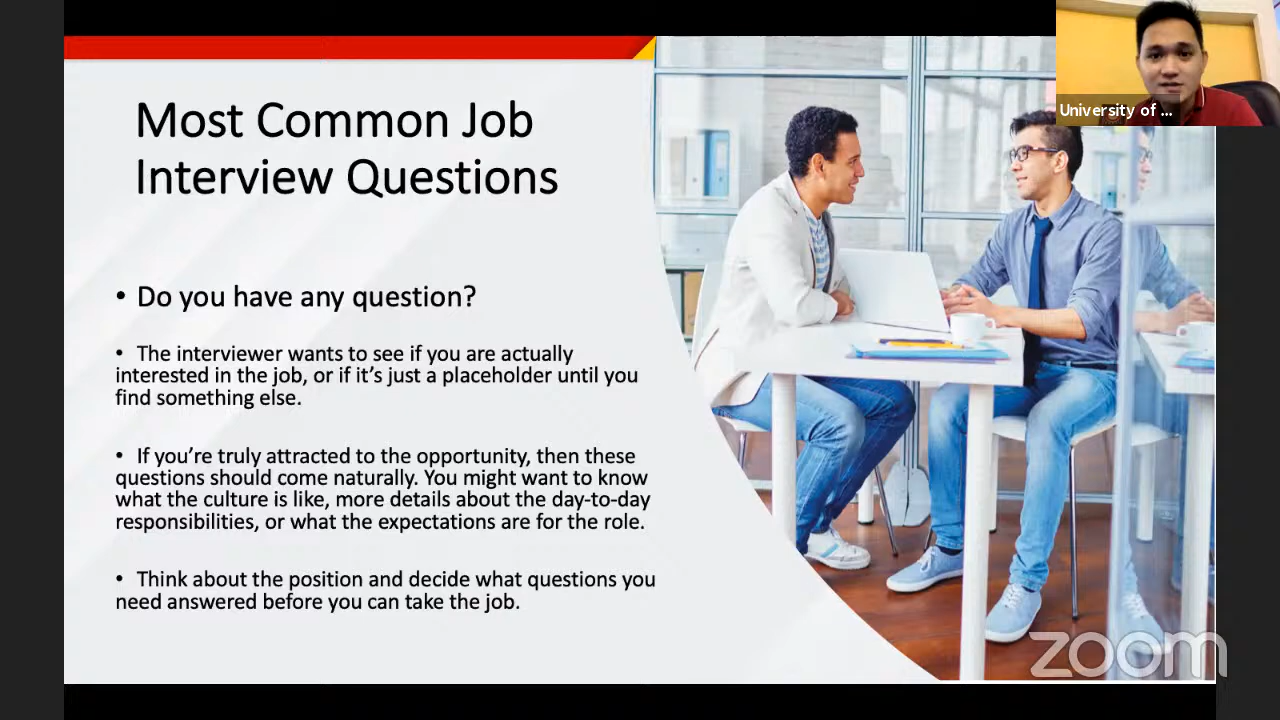 University of ...
Most Common Job
Interview Questions
• Do you have any question?
• The interviewer wants to see if you are actually
interested in the job, or if it's just a placeholder until you
find something else.
• If you're truly attracted to the opportunity, then these
questions should come naturally. You might want to know
what the culture is like, more details about the day-to-day
responsibilities, or what the expectations are for the role.
• Think about the position and decide what questions you
need answered before you can take the job.
zoom